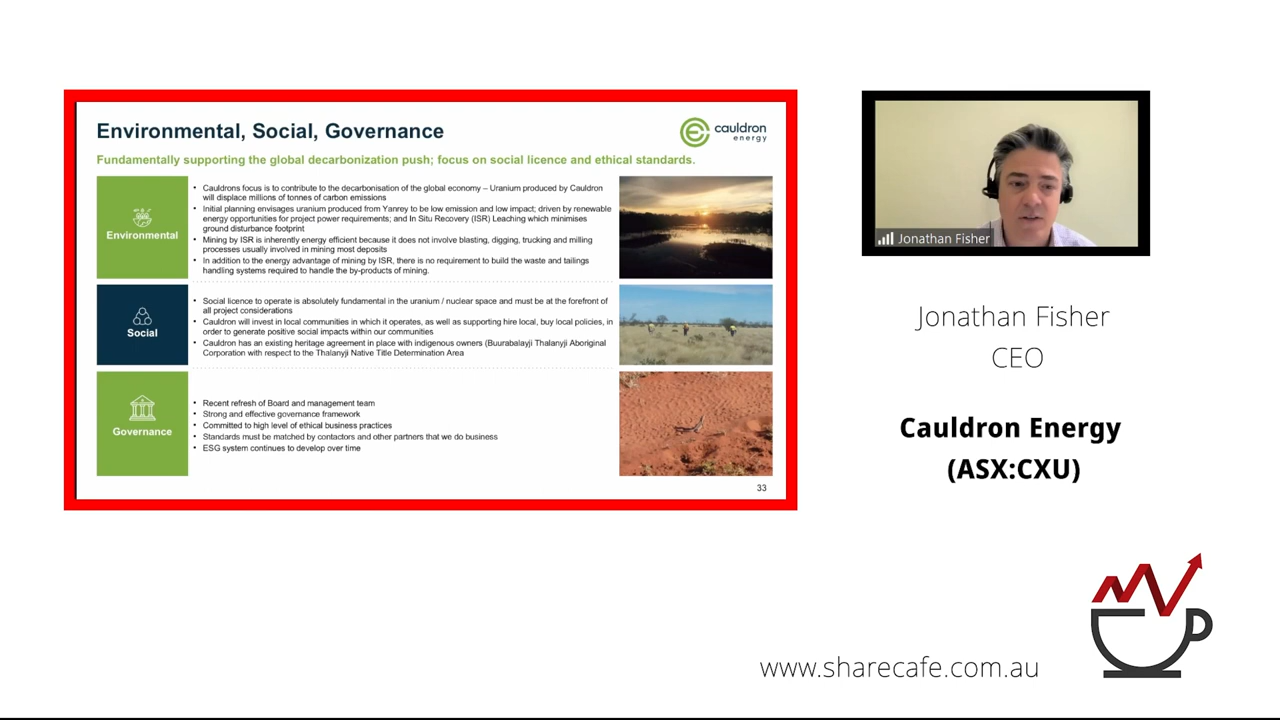 Environmental, Social, Governance
cauldron
energy
Fundamentally supporting the global decarbonization push; focus on social licence and ethical standards.
Environmental
• Cauldrons focus is to contribute to the decarbonisation of the global economy – Uranium produced by Cauldron
will displace millions of tonnes of carbon emissions
• Initial planning envisages uranium produced from Yanrey to be low emission and low impact; driven by renewable
energy opportunities for project power requirements; and In Situ Recovery (ISR) Leaching which minimises
ground disturbance footprint
• Mining by ISR is inherently energy efficient because it does not involve blasting, digging, trucking and milling
processes usually involved in mining most deposits
• In addition to the energy advantage of mining by ISR, there is no requirement to build the waste and tailings
handling systems required to handle the by-products of mining.
Social
• Social licence to operate is absolutely fundamental in the uranium / nuclear space and must be at the forefront of
all project considerations
• Cauldron will invest in local communities in which it operates, as well as supporting hire local, buy local policies, in
order to generate positive social impacts within our communities
• Cauldron has an existing heritage agreement in place with indigenous owners (Buurabalayji Thalanyji Aboriginal
Corporation with respect to the Thalanyji Native Title Determination Area
Governance
• Recent refresh of Board and management team
• Strong and effective governance framework
• Committed to high level of ethical business practices
• Standards must be matched by contactors and other partners that we do business
• ESG system continues to develop over time
33
Jonathan Fisher
Jonathan Fisher
CEO
Cauldron Energy
(ASX:CXU)
www.sharecafe.com.au